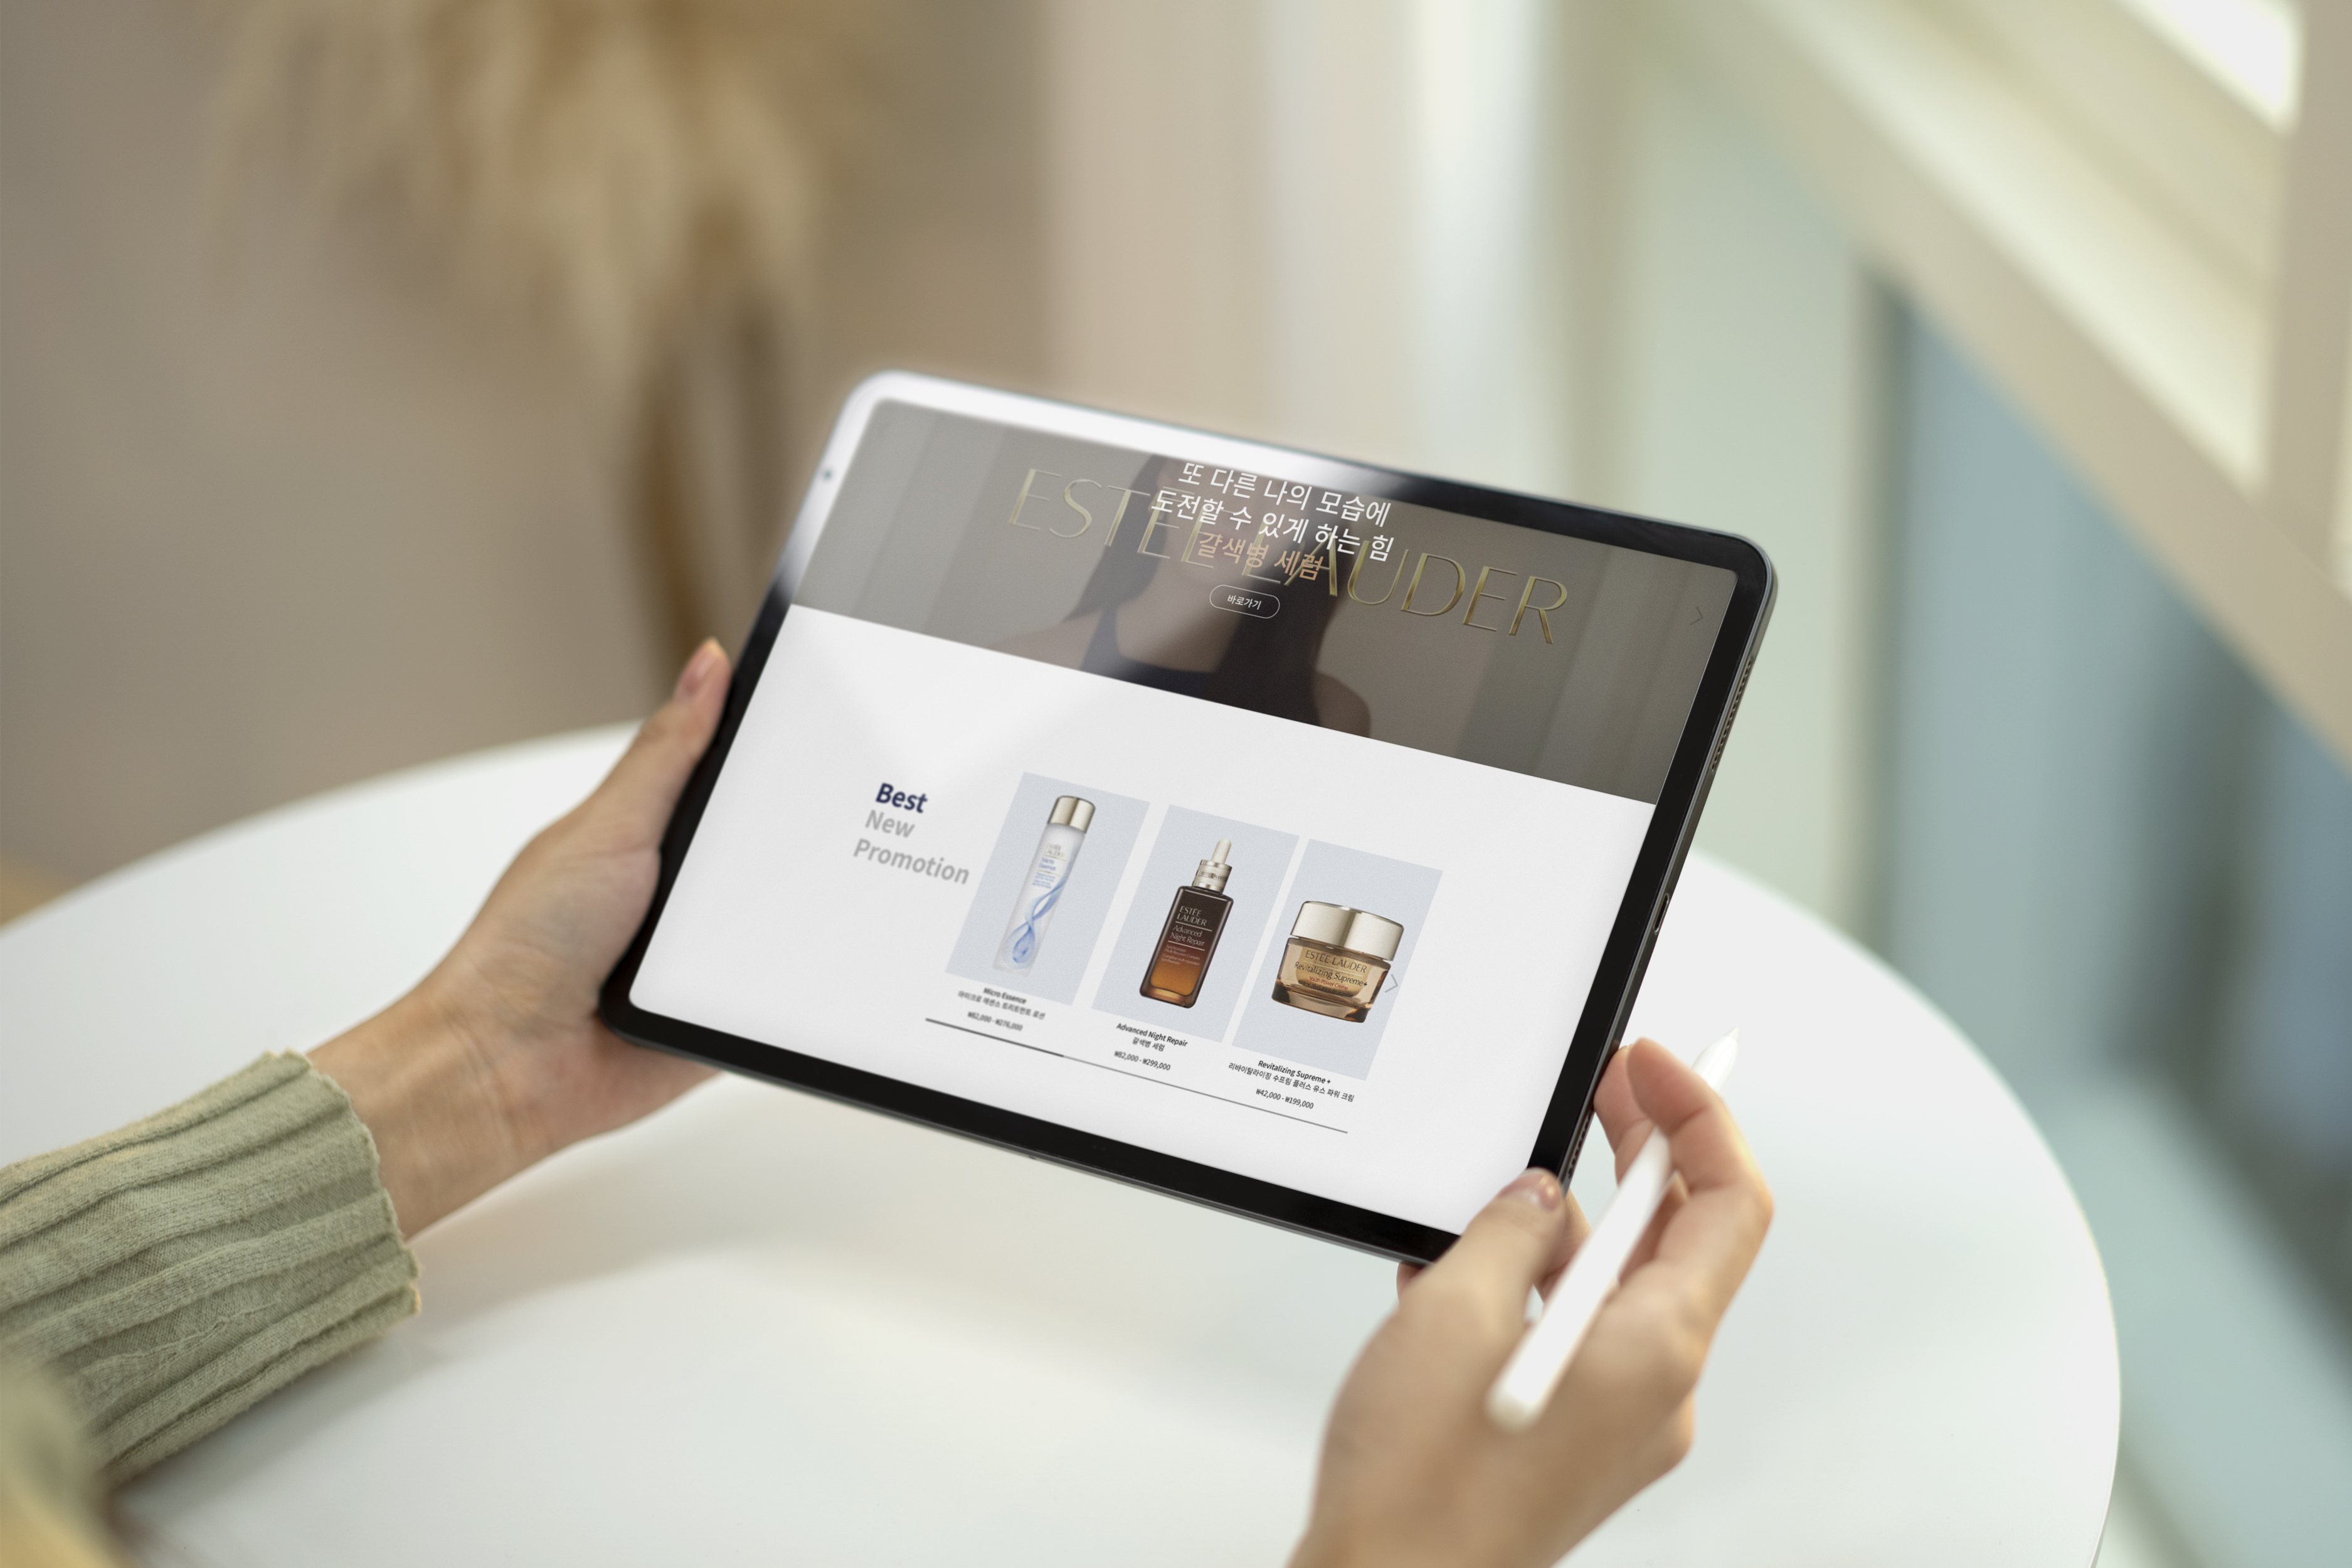 ESTĒE LAUDER
또 다른 나의 모습에
도전할 수 있게 하는 힘
갈색병 세럼
바로가기
Best
New
Promotion
Micro
Essence
Micro Essence
마이크로 에센스 트리트먼트 로션
₩82,000 - ₩216,000
ESTĒE
LAUDER
Advanced
Night Repair
Advanced Night Repair
갈색병 세럼
₩82,000 - ₩299,000
ESTĒE LAUDER
Revitalizing Supreme+
Revitalizing Supreme +
리바이탈라이징 수프림 플러스 유스 파워 크림
₩42,000 - ₩199,000